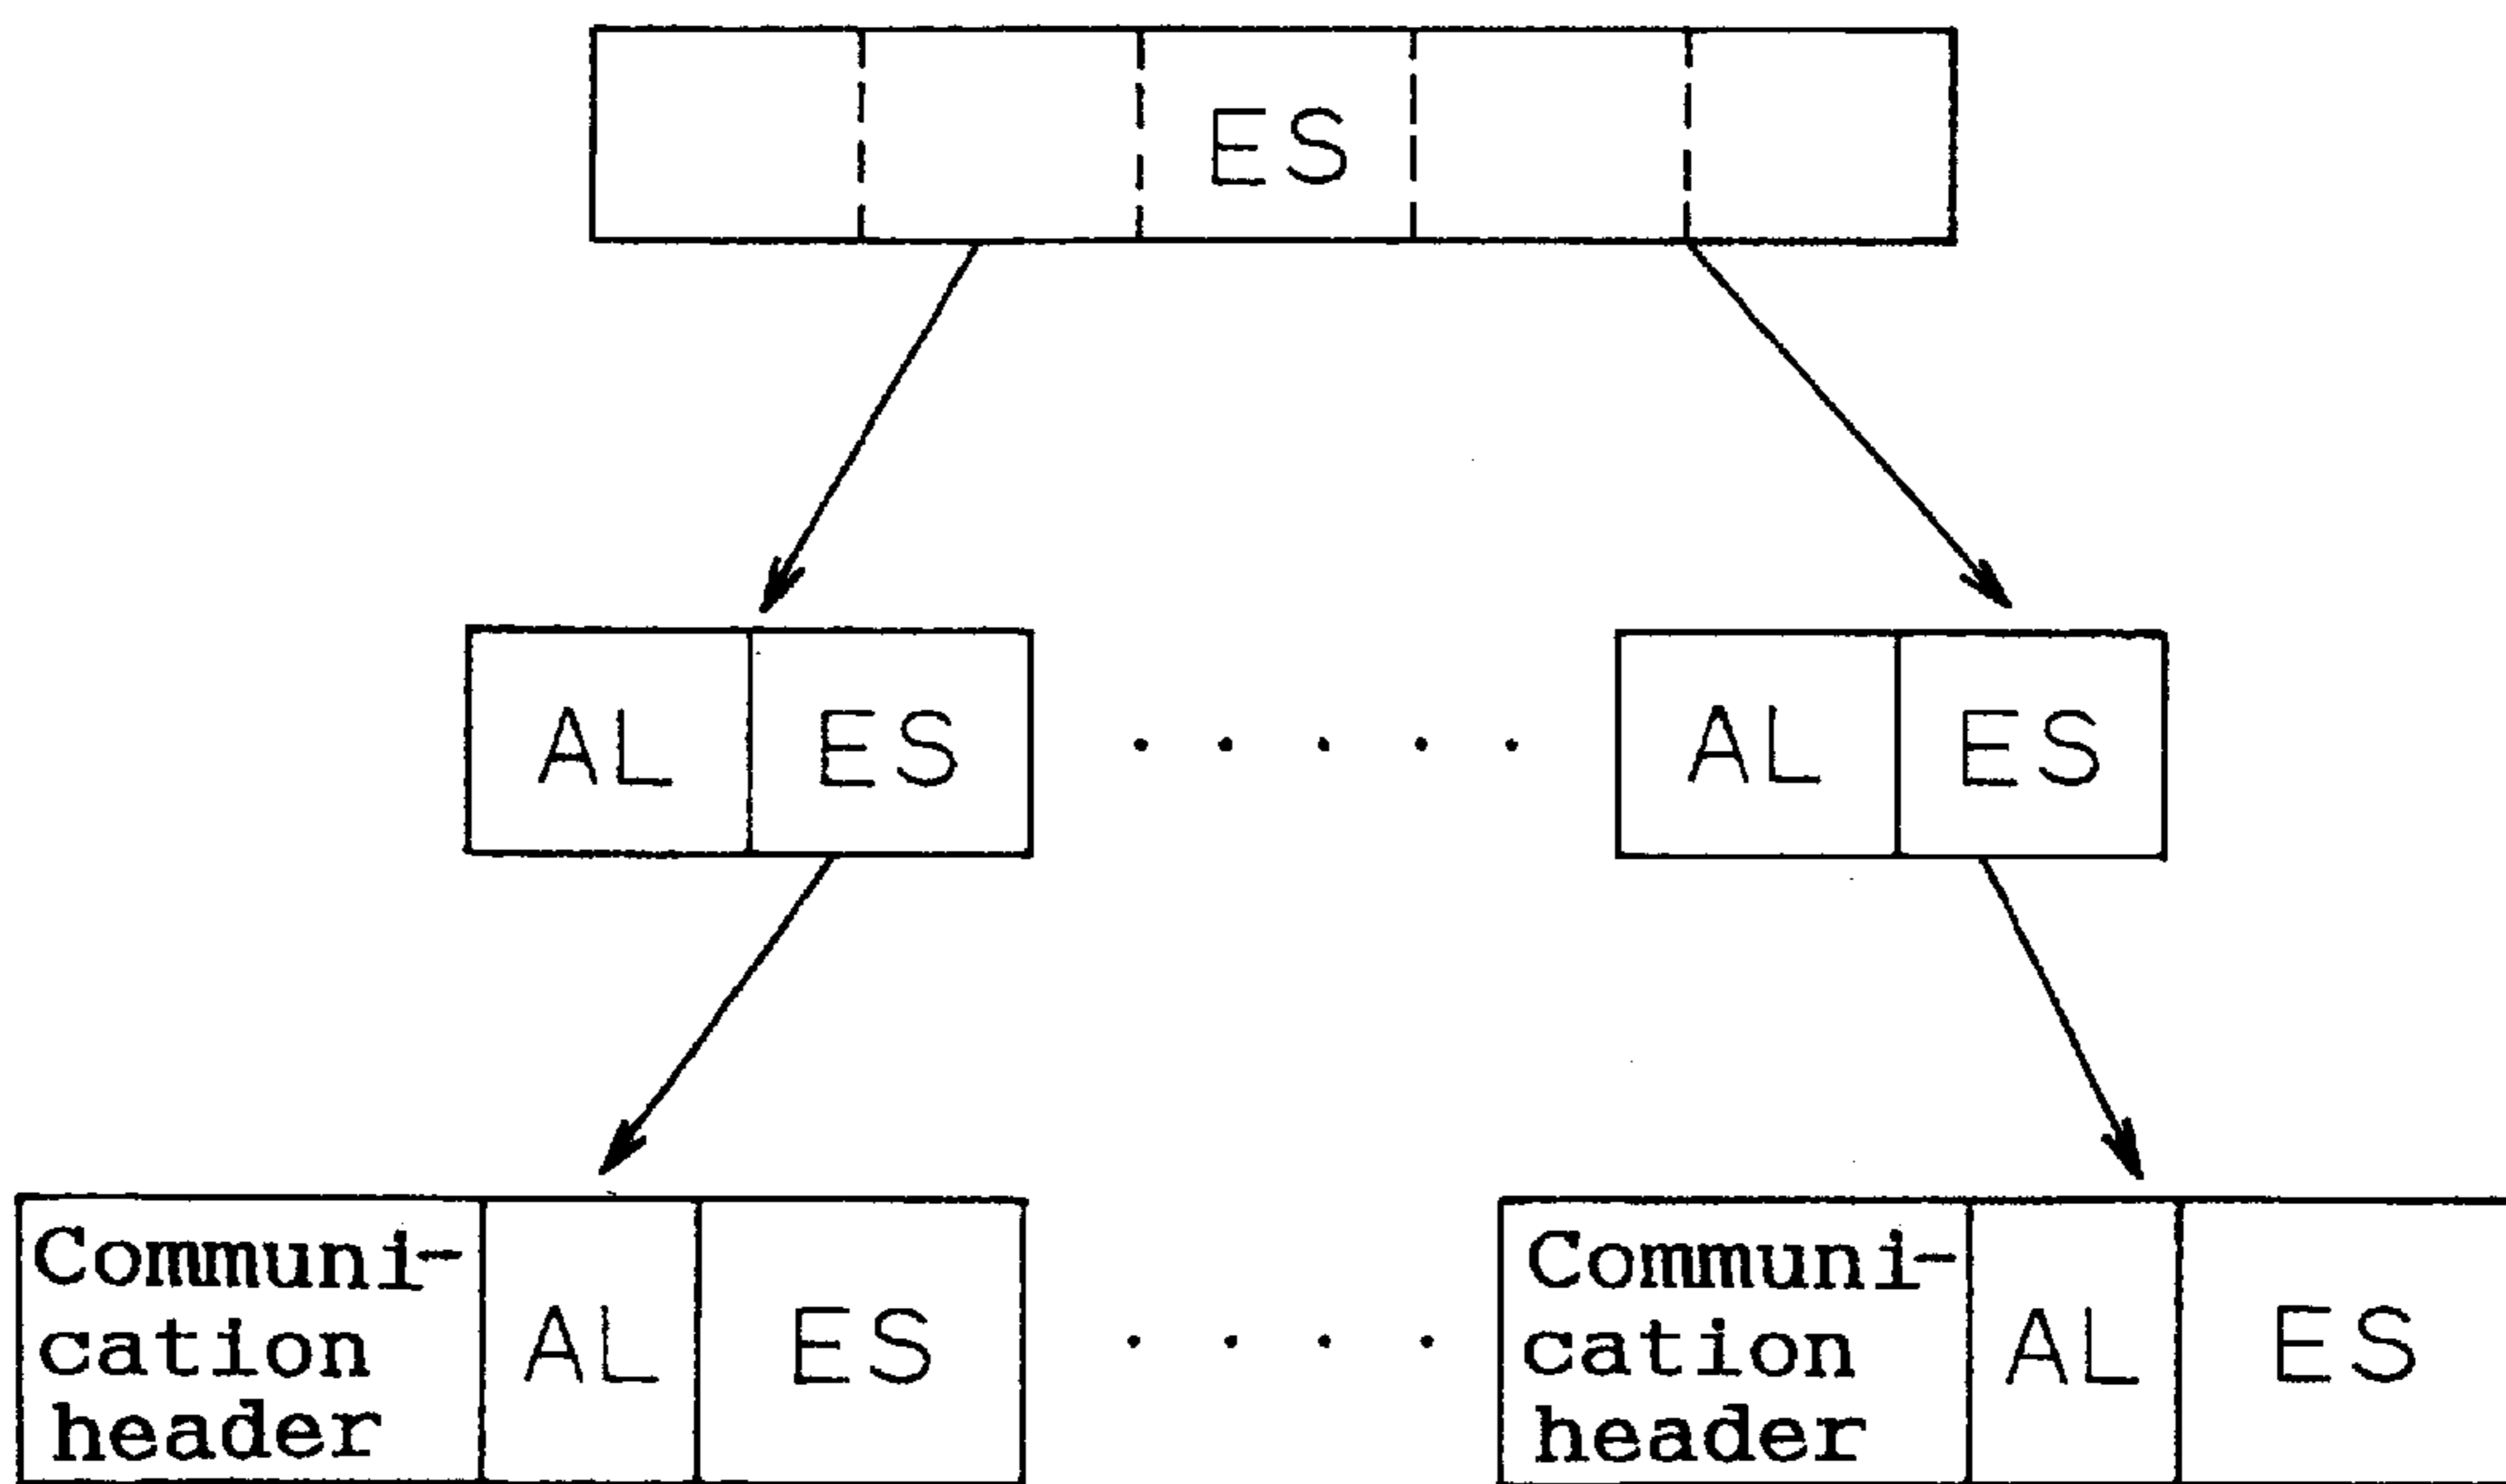 ES
AL ES . . . . . AL ES
Communi-
cation
header
AL ES . . . .
Communi-
cation
header
AL ES